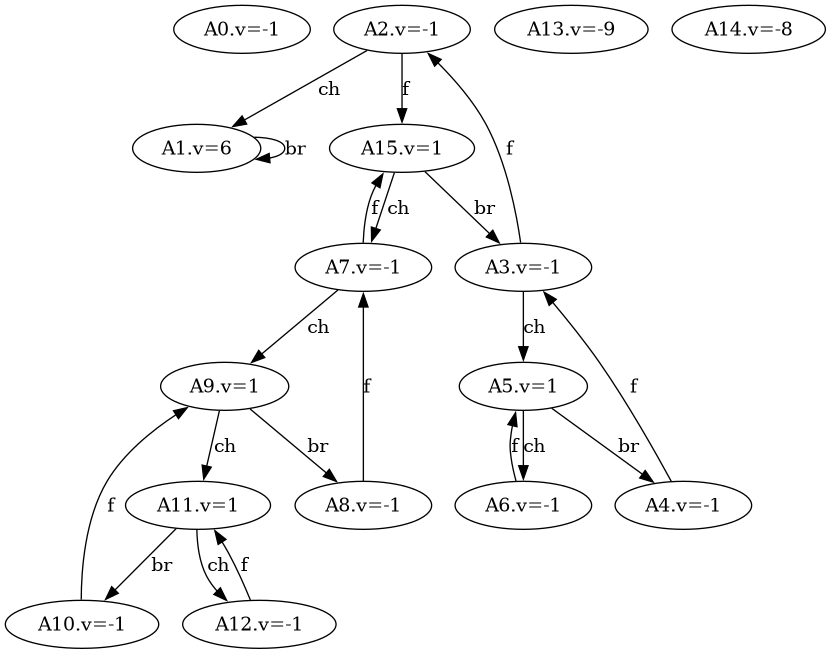 A0.v=-1
A2.v=-1
A13.v=-9
A14.v=-8
ch
f
A1.v=6
br
A15.v=1
f
f
ch
br
A7.v=-1
A3.v=-1
ch
ch
A9.v=1
f
A5.v=1
f
ch
br
f
ch
br
f
A11.v=1
A8.v=-1
A6.v=-1
A4.v=-1
br
ch
f
A10.v=-1
A12.v=-1